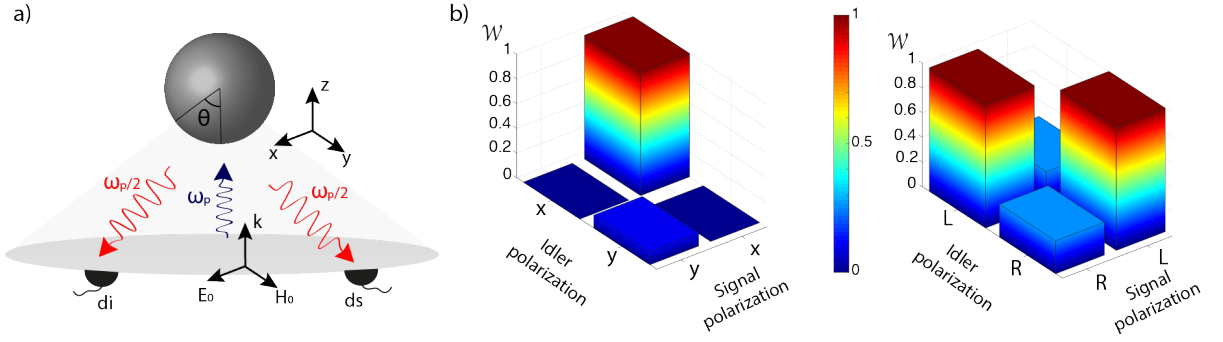 a)
θ
z
x
y
ωp/2
ωp
ωp/2
k
E₀
H₀
di
ds
b)
𝒲
1
0.8
0.6
0.4
0.2
0
x
y
Idler
polarization
y
x
Signal
polarization
1
0.5
0
𝒲
1
0.8
0.6
0.4
0.2
0
L
R
Idler
polarization
R
L
Signal
polarization